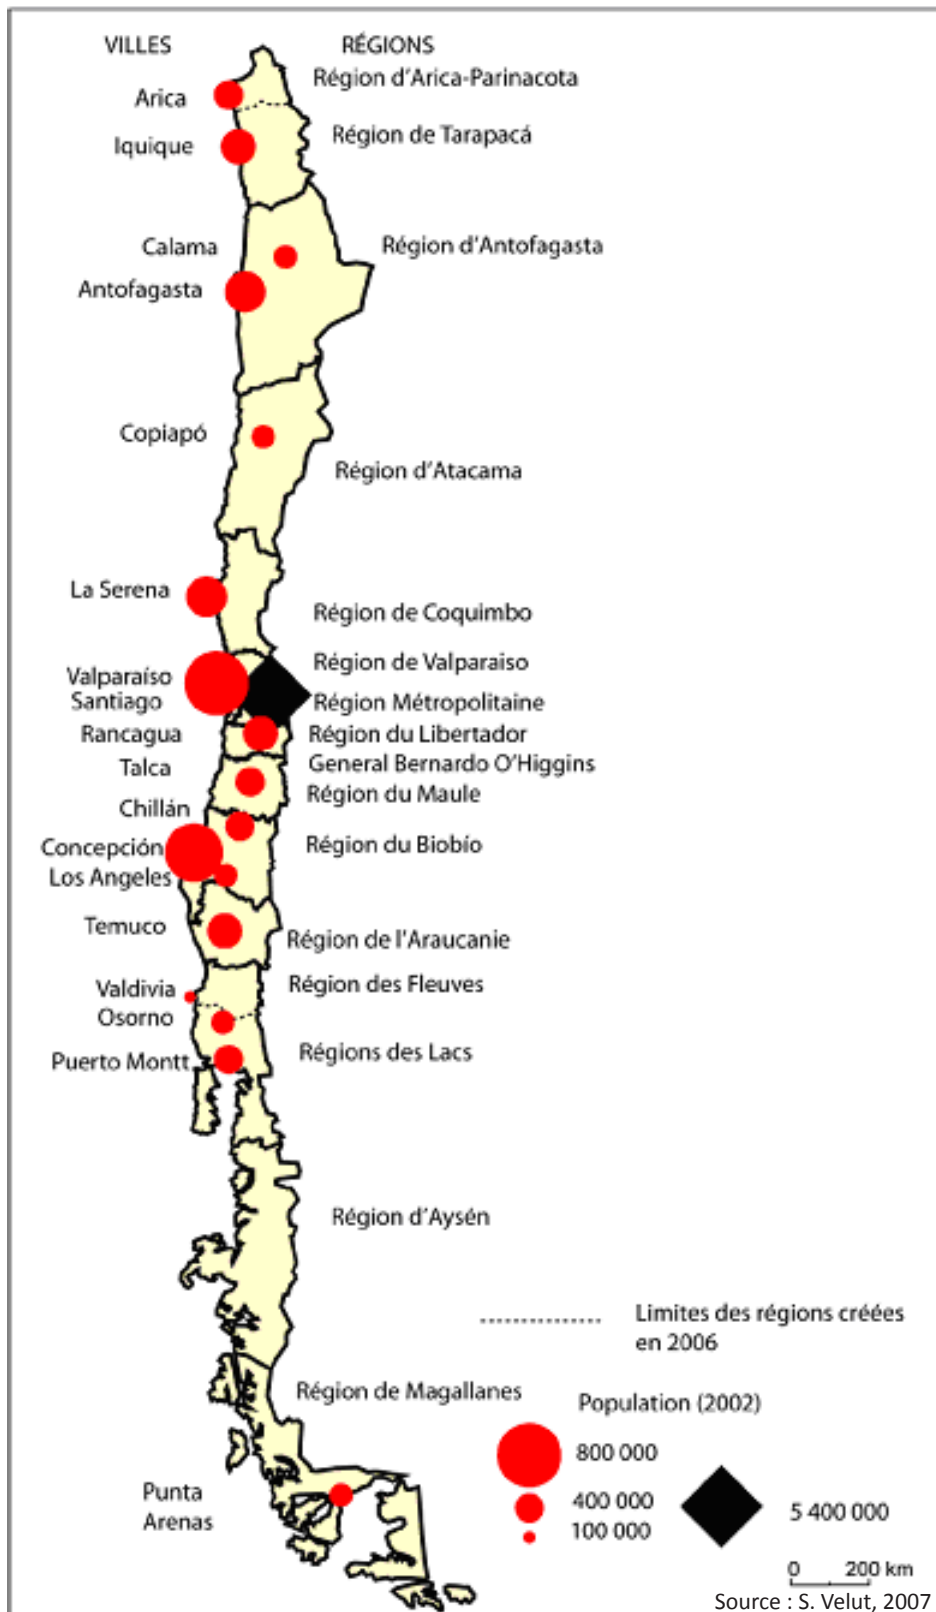 VILLES RÉGIONS
Région d'Arica-Parinacota
Arica
Région de Tarapacá
Iquique
Calama
Région d'Antofagasta
Antofagasta
Copiapó
Région d'Atacama
La Serena
Région de Coquimbo
Région de Valparaiso
Valparaíso
Santiago
Région Métropolitaine
Rancagua
Région du Libertador
General Bernardo O'Higgins
Talca
Région du Maule
Chillán
Région du Biobío
Concepción
Los Angeles
Temuco
Région de l'Araucanie
Région des Fleuves
Valdivia
Osorno
Régions des Lacs
Puerto Montt
Région d'Aysén
Limites des régions créées
en 2006
Région de Magallanes
Population (2002)
800 000
400 000
100 000
5 400 000
Punta
Arenas
0 200 km
Source : S. Velut, 2007